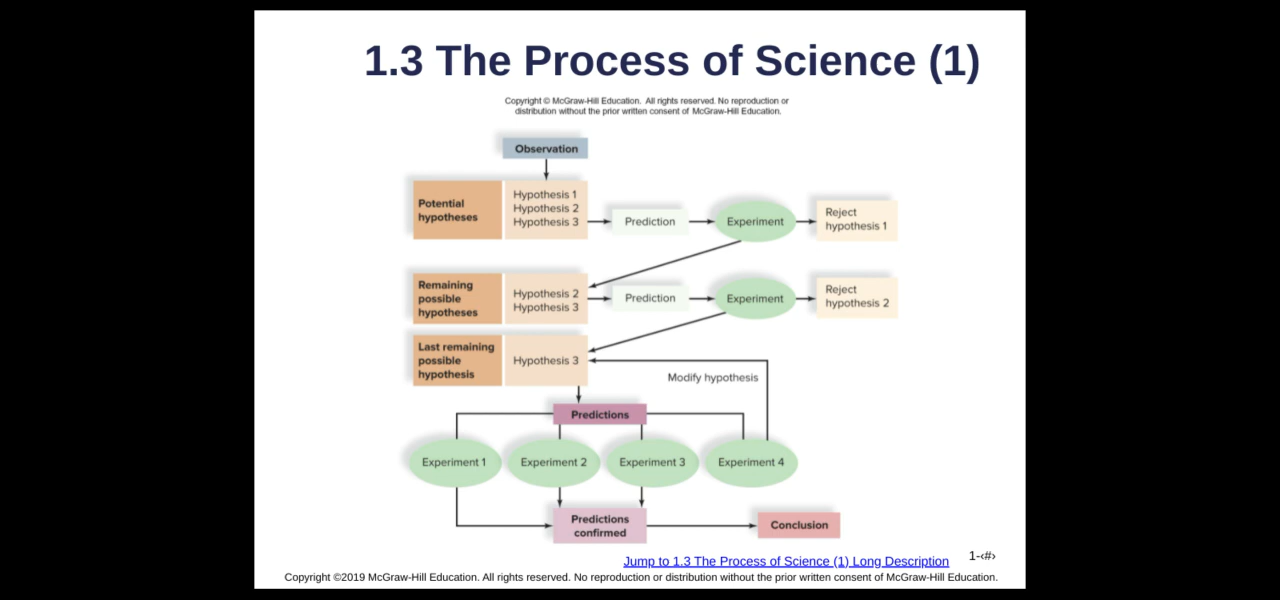 1.3 The Process of Science (1)
Copyright © McGraw-Hill Education. All rights reserved. No reproduction or
distribution without the prior written consent of McGraw-Hill Education.
Observation
Potential
hypotheses
Hypothesis 1
Hypothesis 2
Hypothesis 3
Prediction
Experiment
Reject
hypothesis 1
Remaining
possible
hypotheses
Hypothesis 2
Hypothesis 3
Prediction
Experiment
Reject
hypothesis 2
Last remaining
possible
hypothesis
Hypothesis 3
Modify hypothesis
Predictions
Experiment 1
Experiment 2
Experiment 3
Experiment 4
Predictions
confirmed
Conclusion
Jump to 1.3 The Process of Science (1) Long Description
1-‹#›
Copyright ©2019 McGraw-Hill Education. All rights reserved. No reproduction or distribution without the prior written consent of McGraw-Hill Education.